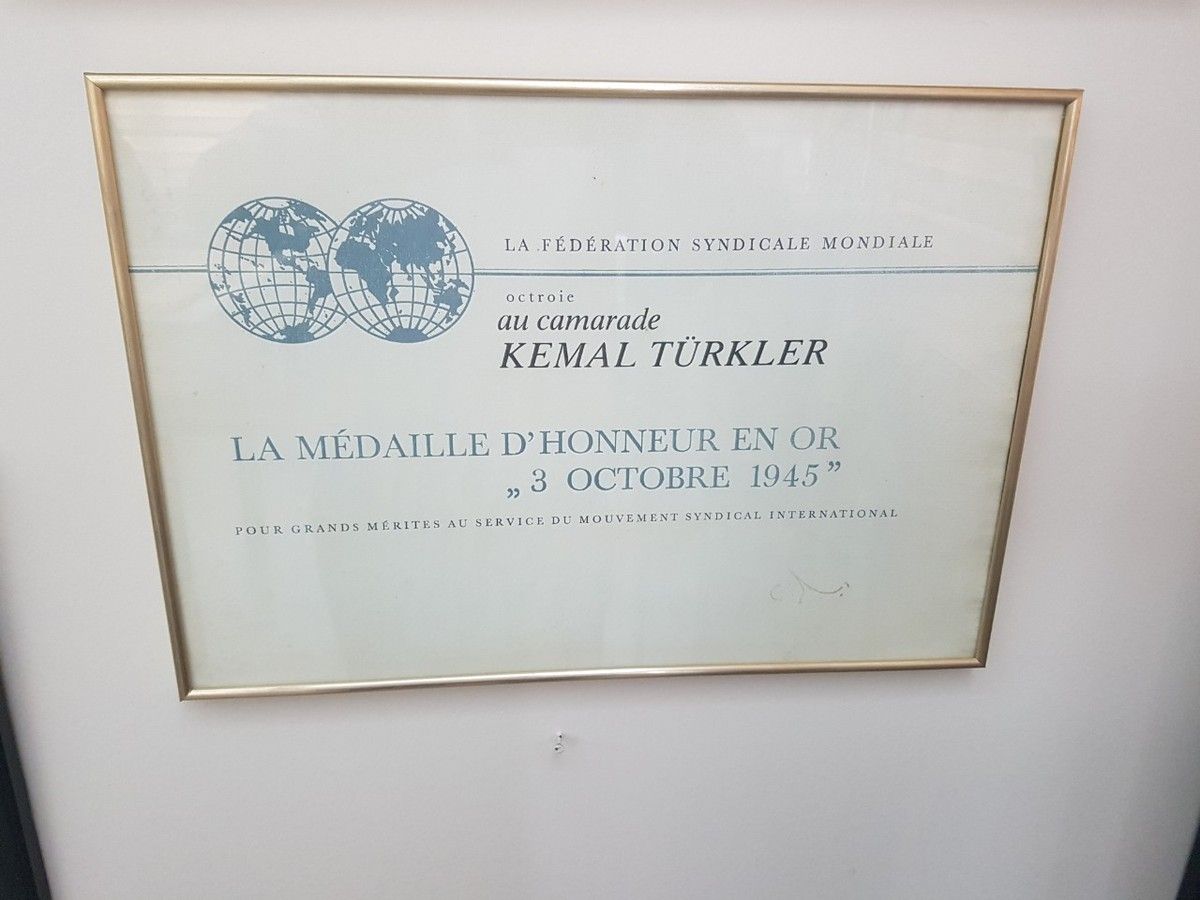 LA FÉDÉRATION SYNDICALE MONDIALE
octroie
au camarade
KEMAL TÜRKLER
LA MÉDAILLE D'HONNEUR EN OR
„ 3 OCTOBRE 1945”
POUR GRANDS MÉRITES AU SERVICE DU MOUVEMENT SYNDICAL INTERNATIONAL